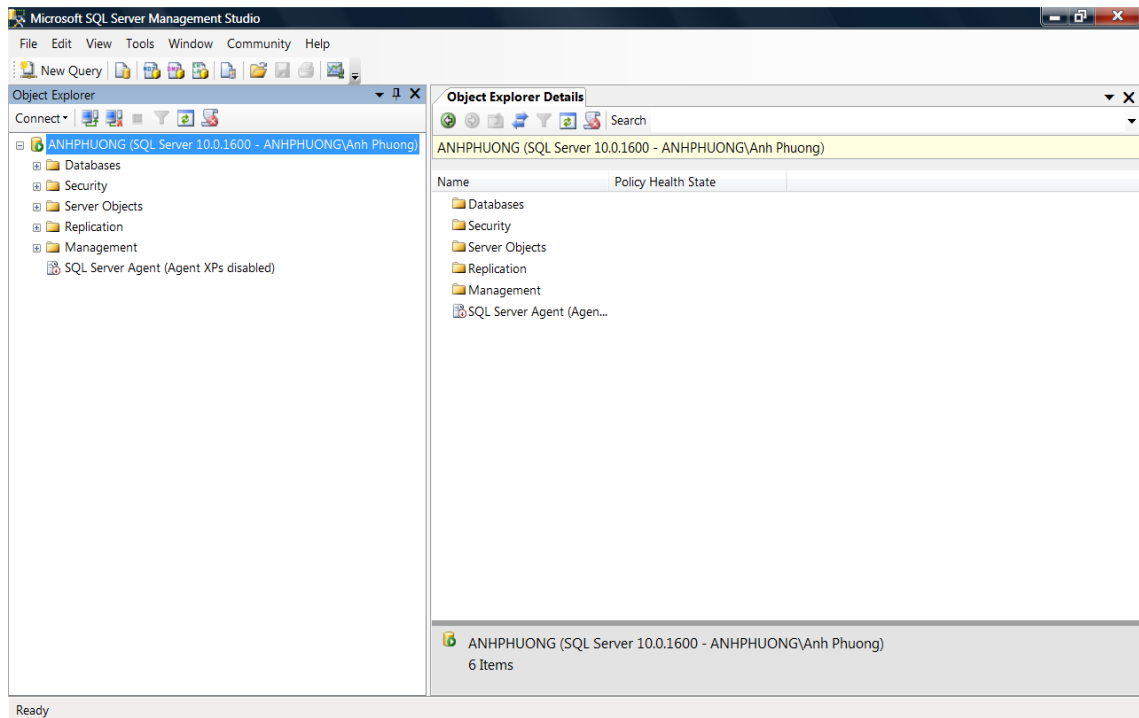 Microsoft SQL Server Management Studio
File Edit View Tools Window Community Help
New Query
Object Explorer
Connect
ANHPHUONG (SQL Server 10.0.1600 - ANHPHUONG\Anh Phuong)
Databases
Security
Server Objects
Replication
Management
SQL Server Agent (Agent XPs disabled)
Object Explorer Details
Search
ANHPHUONG (SQL Server 10.0.1600 - ANHPHUONG\Anh Phuong)
Name Policy Health State
Databases
Security
Server Objects
Replication
Management
SQL Server Agent (Agen...
ANHPHUONG (SQL Server 10.0.1600 - ANHPHUONG\Anh Phuong)
6 Items
Ready